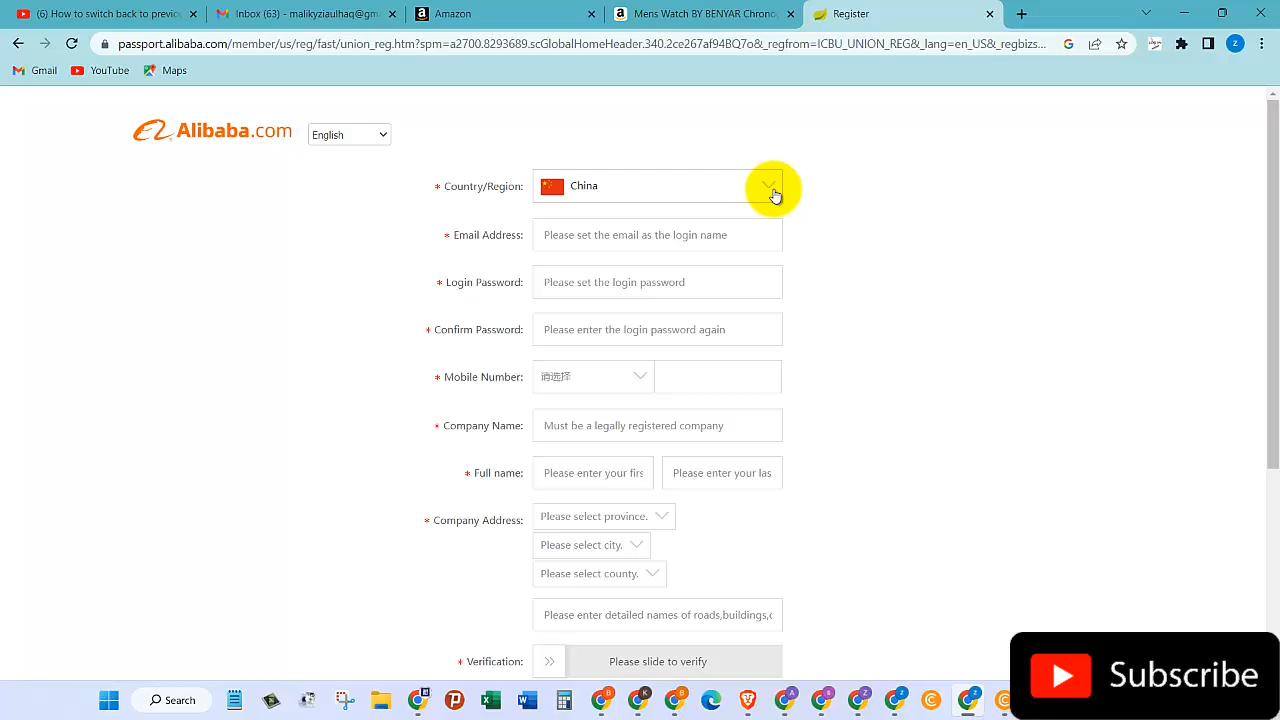 (6) How to switch back to previo
Inbox (63) - malikyziaulhaq@gm
Amazon
Mens Watch BY BENYAR Chrono
Register
passport.alibaba.com/member/us/reg/fast/union_reg.htm?spm=a2700.8293689.scGlobalHomeHeader.340.2ce267af94BQ7o&_regfrom=ICBU_UNION_REG&_lang=en_US&_regbizs...
Gmail
YouTube
Maps
Alibaba.com
English
* Country/Region:
China
* Email Address:
Please set the email as the login name
* Login Password:
Please set the login password
* Confirm Password:
Please enter the login password again
* Mobile Number:
请选择
* Company Name:
Must be a legally registered company
* Full name:
Please enter your firs
Please enter your las
* Company Address:
Please select province.
Please select city.
Please select county.
Please enter detailed names of roads,buildings,c
* Verification:
Please slide to verify
Subscribe
Search